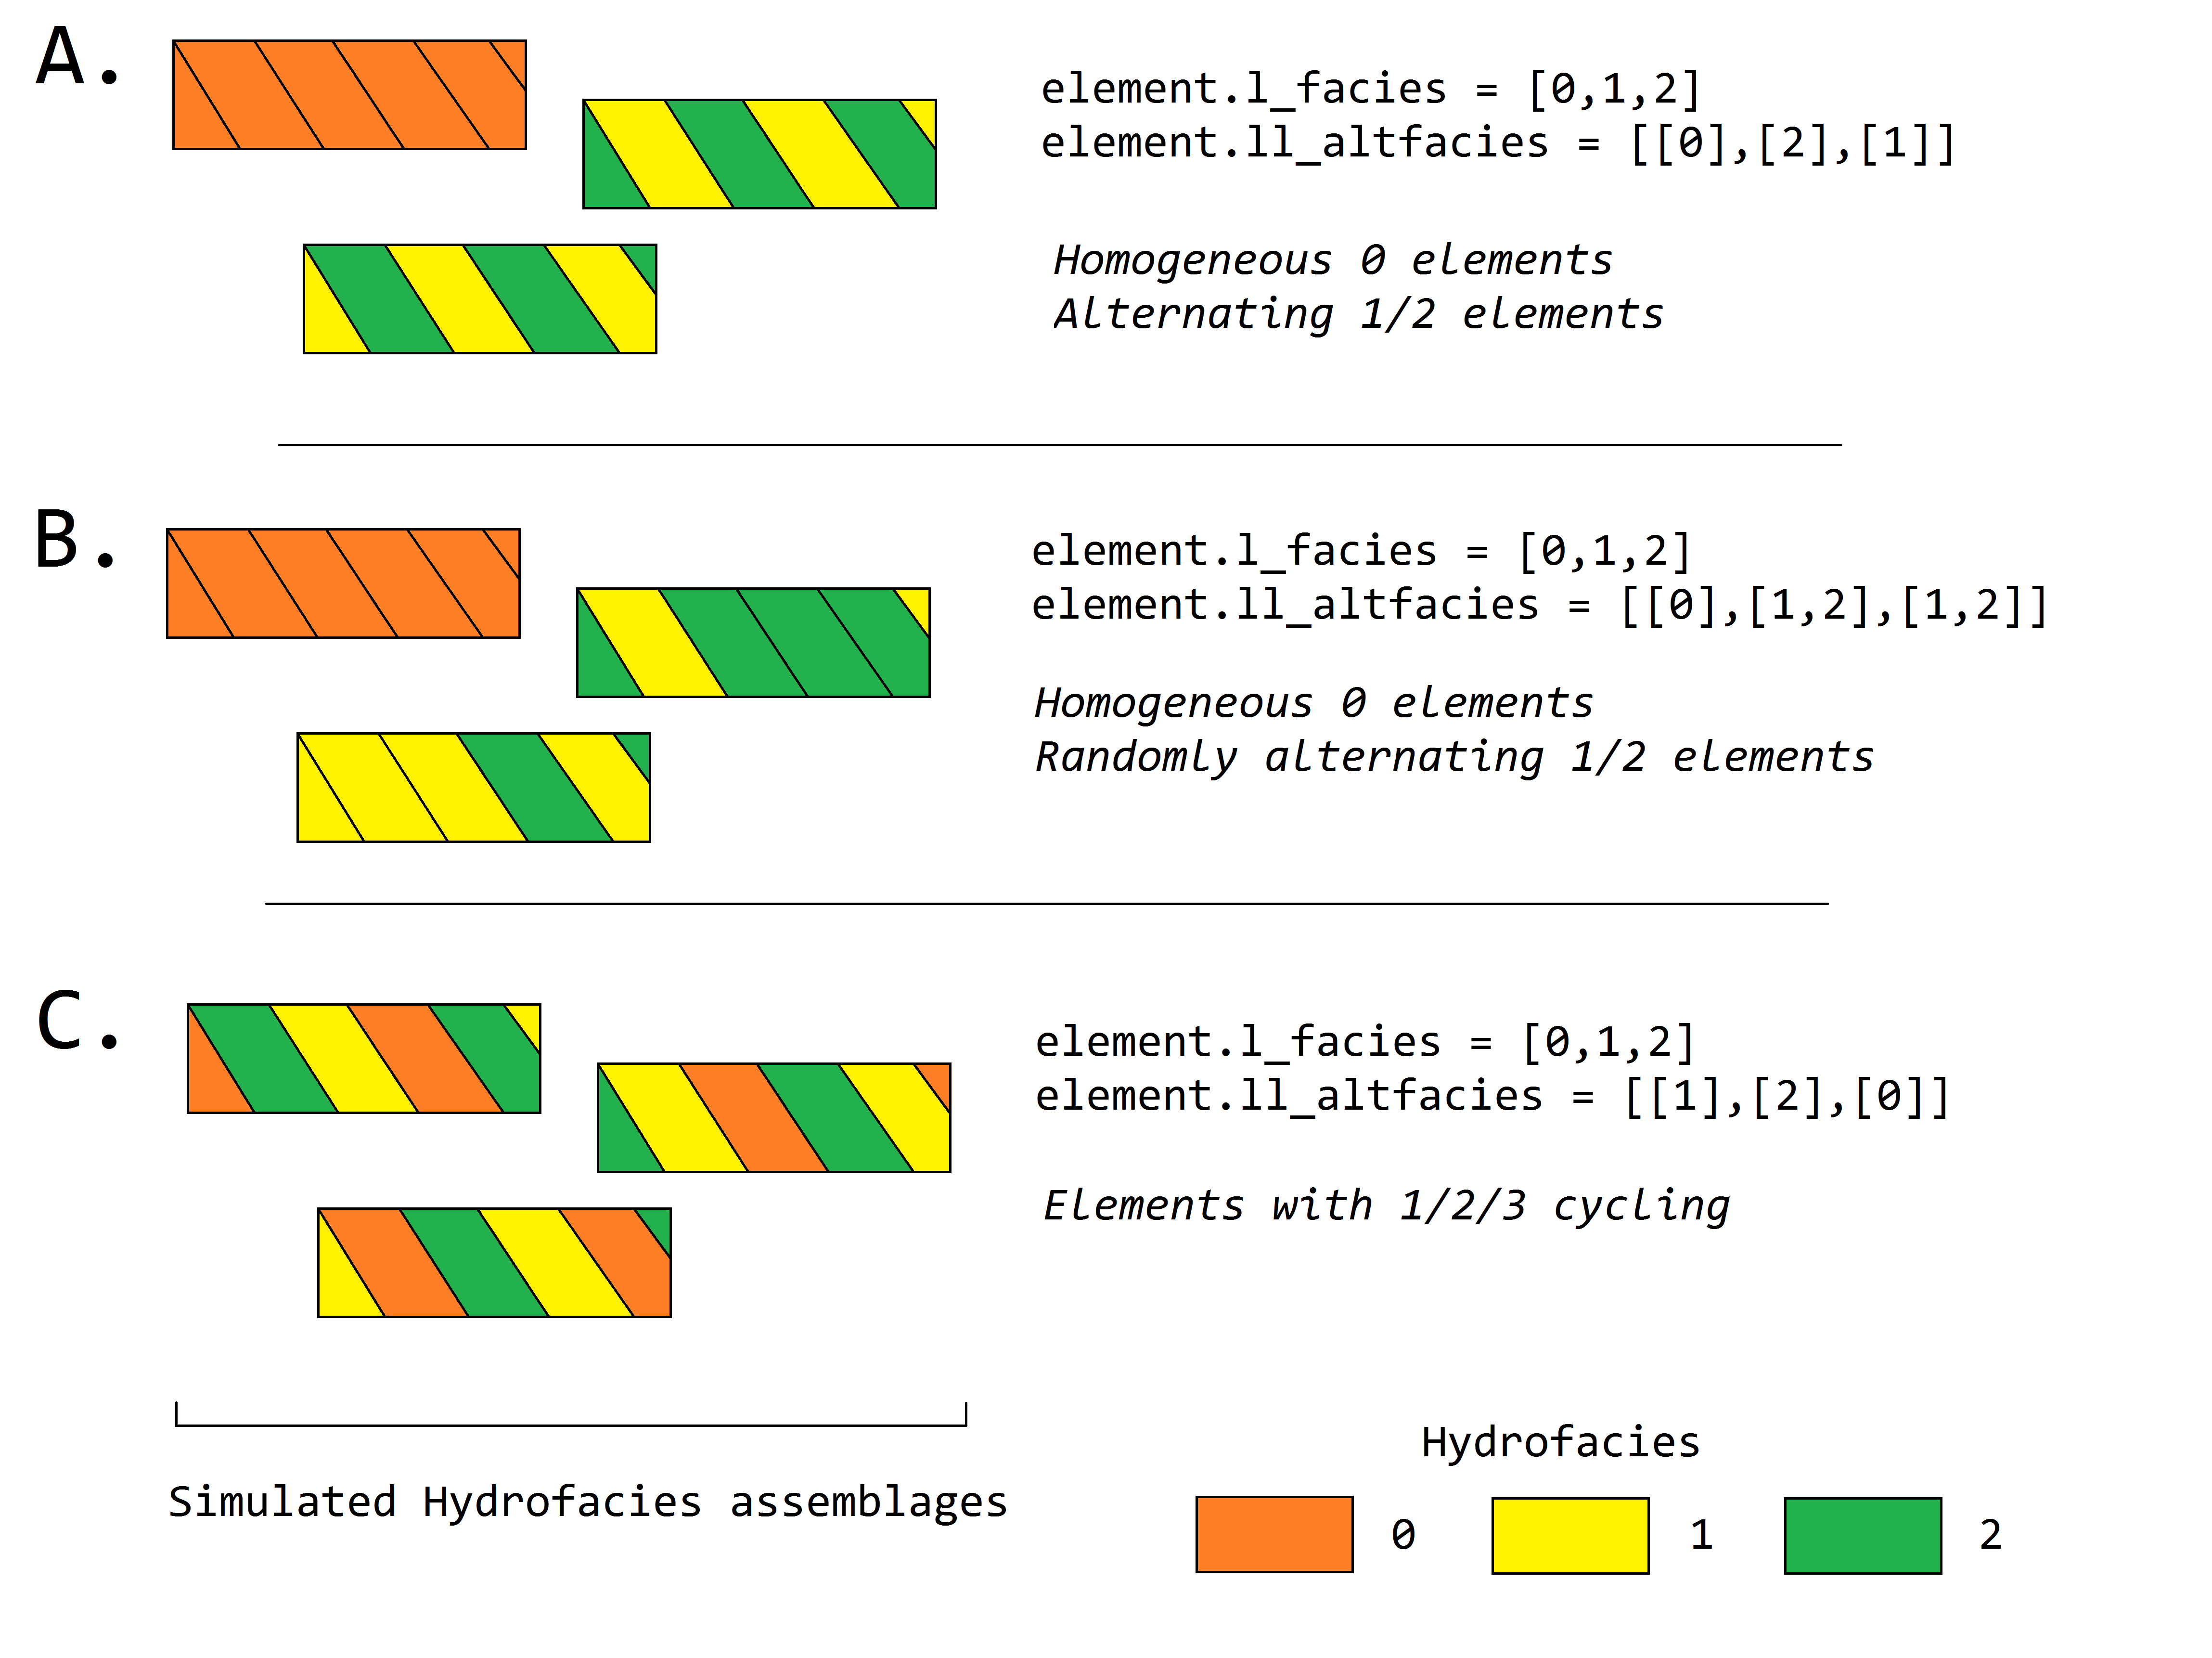 A.
element.l_facies = [0,1,2]
element.ll_altfacies = [[0],[2],[1]]
Homogeneous 0 elements
Alternating 1/2 elements
B.
element.l_facies = [0,1,2]
element.ll_altfacies = [[0],[1,2],[1,2]]
Homogeneous 0 elements
Randomly alternating 1/2 elements
C.
element.l_facies = [0,1,2]
element.ll_altfacies = [[1],[2],[0]]
Elements with 1/2/3 cycling
Simulated Hydrofacies assemblages
Hydrofacies
0 1 2